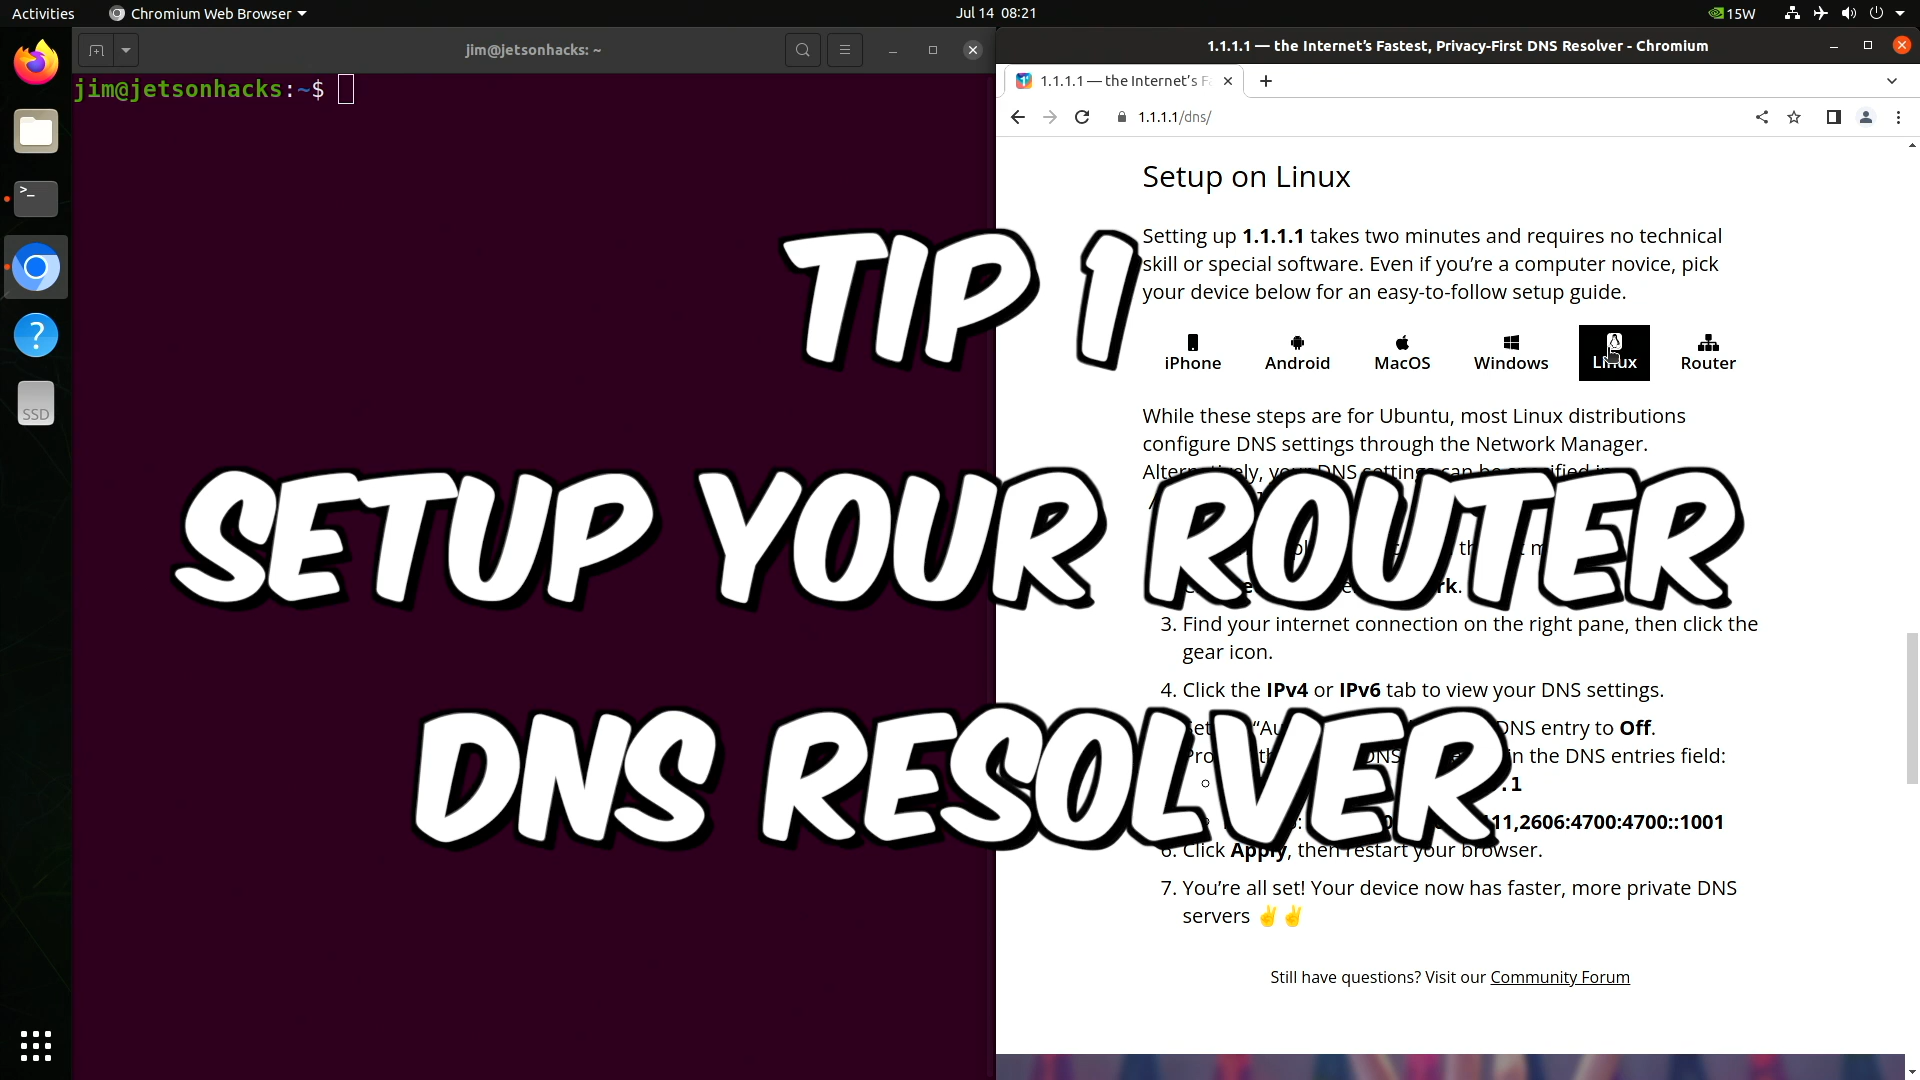 Activities
Chromium Web Browser
Jul 14 08:21
15W
jim@jetsonhacks: ~
1.1.1.1 — the Internet’s Fastest, Privacy-First DNS Resolver - Chromium
1.1.1.1 — the Internet’s
1.1.1.1/dns/
jim@jetsonhacks:~$
SSD
TIP 1
SETUP YOUR ROUTER
DNS RESOLVER
Setup on Linux
Setting up 1.1.1.1 takes two minutes and requires no technical
skill or special software. Even if you’re a computer novice, pick
your device below for an easy-to-follow setup guide.
iPhone
Android
MacOS
Windows
Linux
Router
While these steps are for Ubuntu, most Linux distributions
configure DNS settings through the Network Manager.
Alternatively, your DNS settings can be specified in
3. Find your internet connection on the right pane, then click the
gear icon.
4. Click the IPv4 or IPv6 tab to view your DNS settings.
DNS entry to Off.
in the DNS entries field:
11,2606:4700:4700::1001
6. Click Apply, then restart your browser.
7. You’re all set! Your device now has faster, more private DNS
servers ✌️✌️
Still have questions? Visit our Community Forum